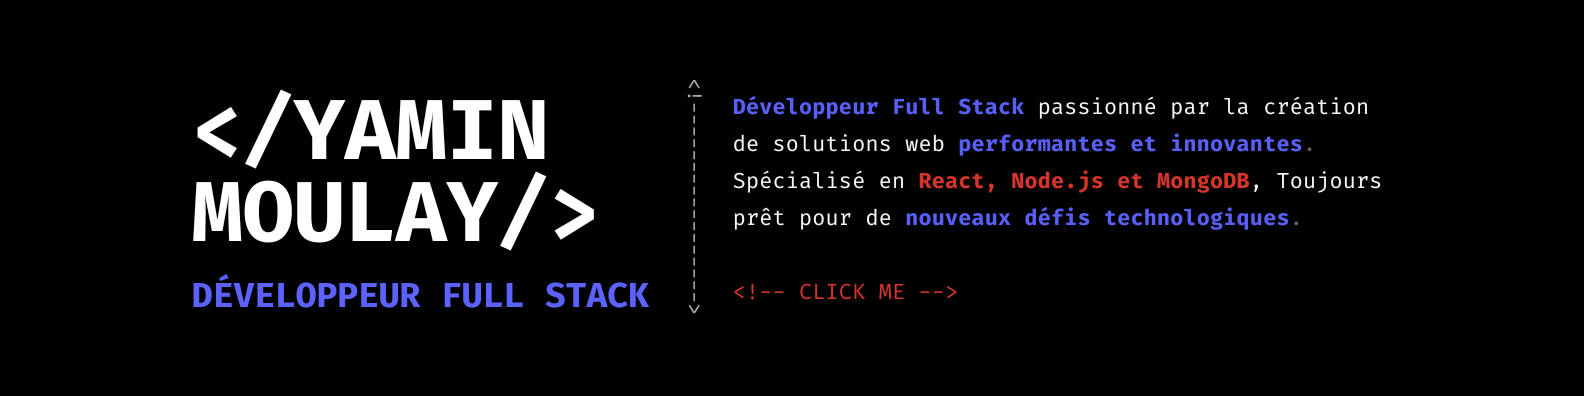 </YAMIN
MOULAY/>
DÉVELOPPEUR FULL STACK
Développeur Full Stack passionné par la création
de solutions web performantes et innovantes.
Spécialisé en React, Node.js et MongoDB, Toujours
prêt pour de nouveaux défis technologiques.
<!-- CLICK ME -->